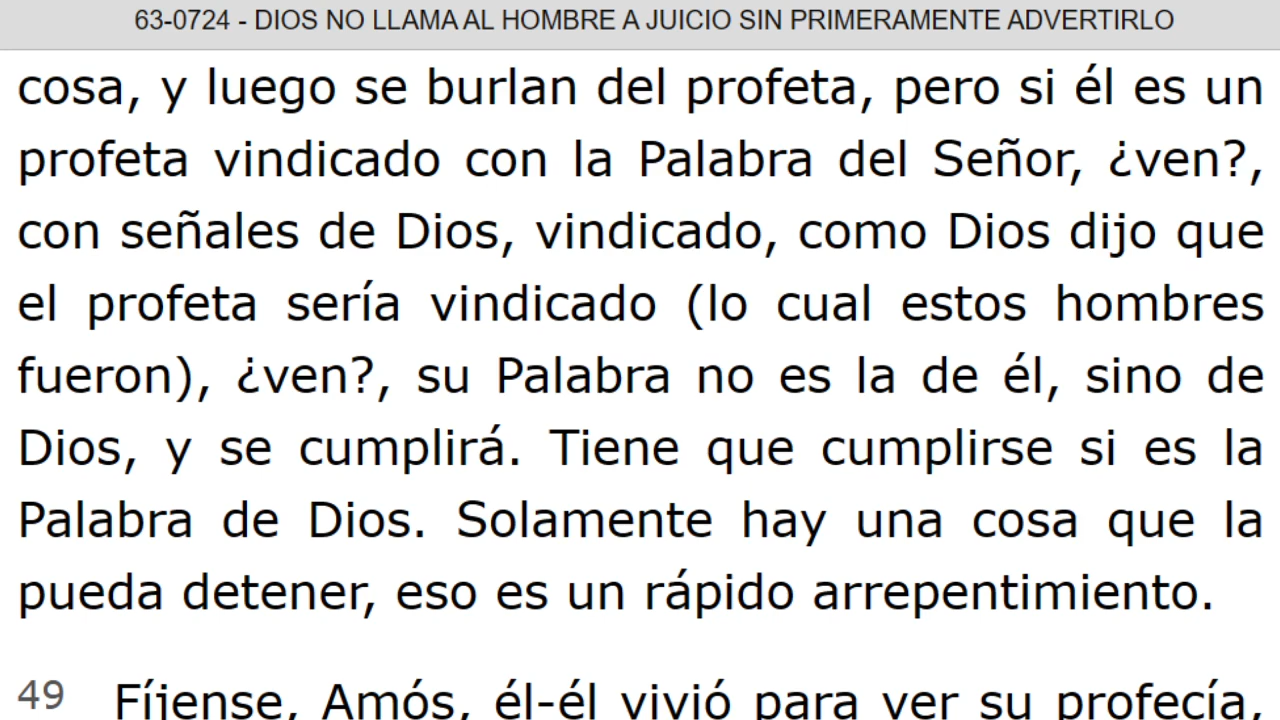 63-0724 - DIOS NO LLAMA AL HOMBRE A JUICIO SIN PRIMERAMENTE ADVERTIRLO
cosa, y luego se burlan del profeta, pero si él es un
profeta vindicado con la Palabra del Señor, ¿ven?,
con señales de Dios, vindicado, como Dios dijo que
el profeta sería vindicado (lo cual estos hombres
fueron), ¿ven?, su Palabra no es la de él, sino de
Dios, y se cumplirá. Tiene que cumplirse si es la
Palabra de Dios. Solamente hay una cosa que la
pueda detener, eso es un rápido arrepentimiento.
49 Fíjense, Amós, él-él vivió para ver su profecía,